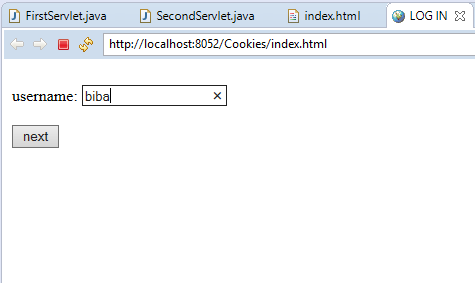 FirstServlet.java SecondServlet.java index.html LOG IN
http://localhost:8052/Cookies/index.html
username: biba
next